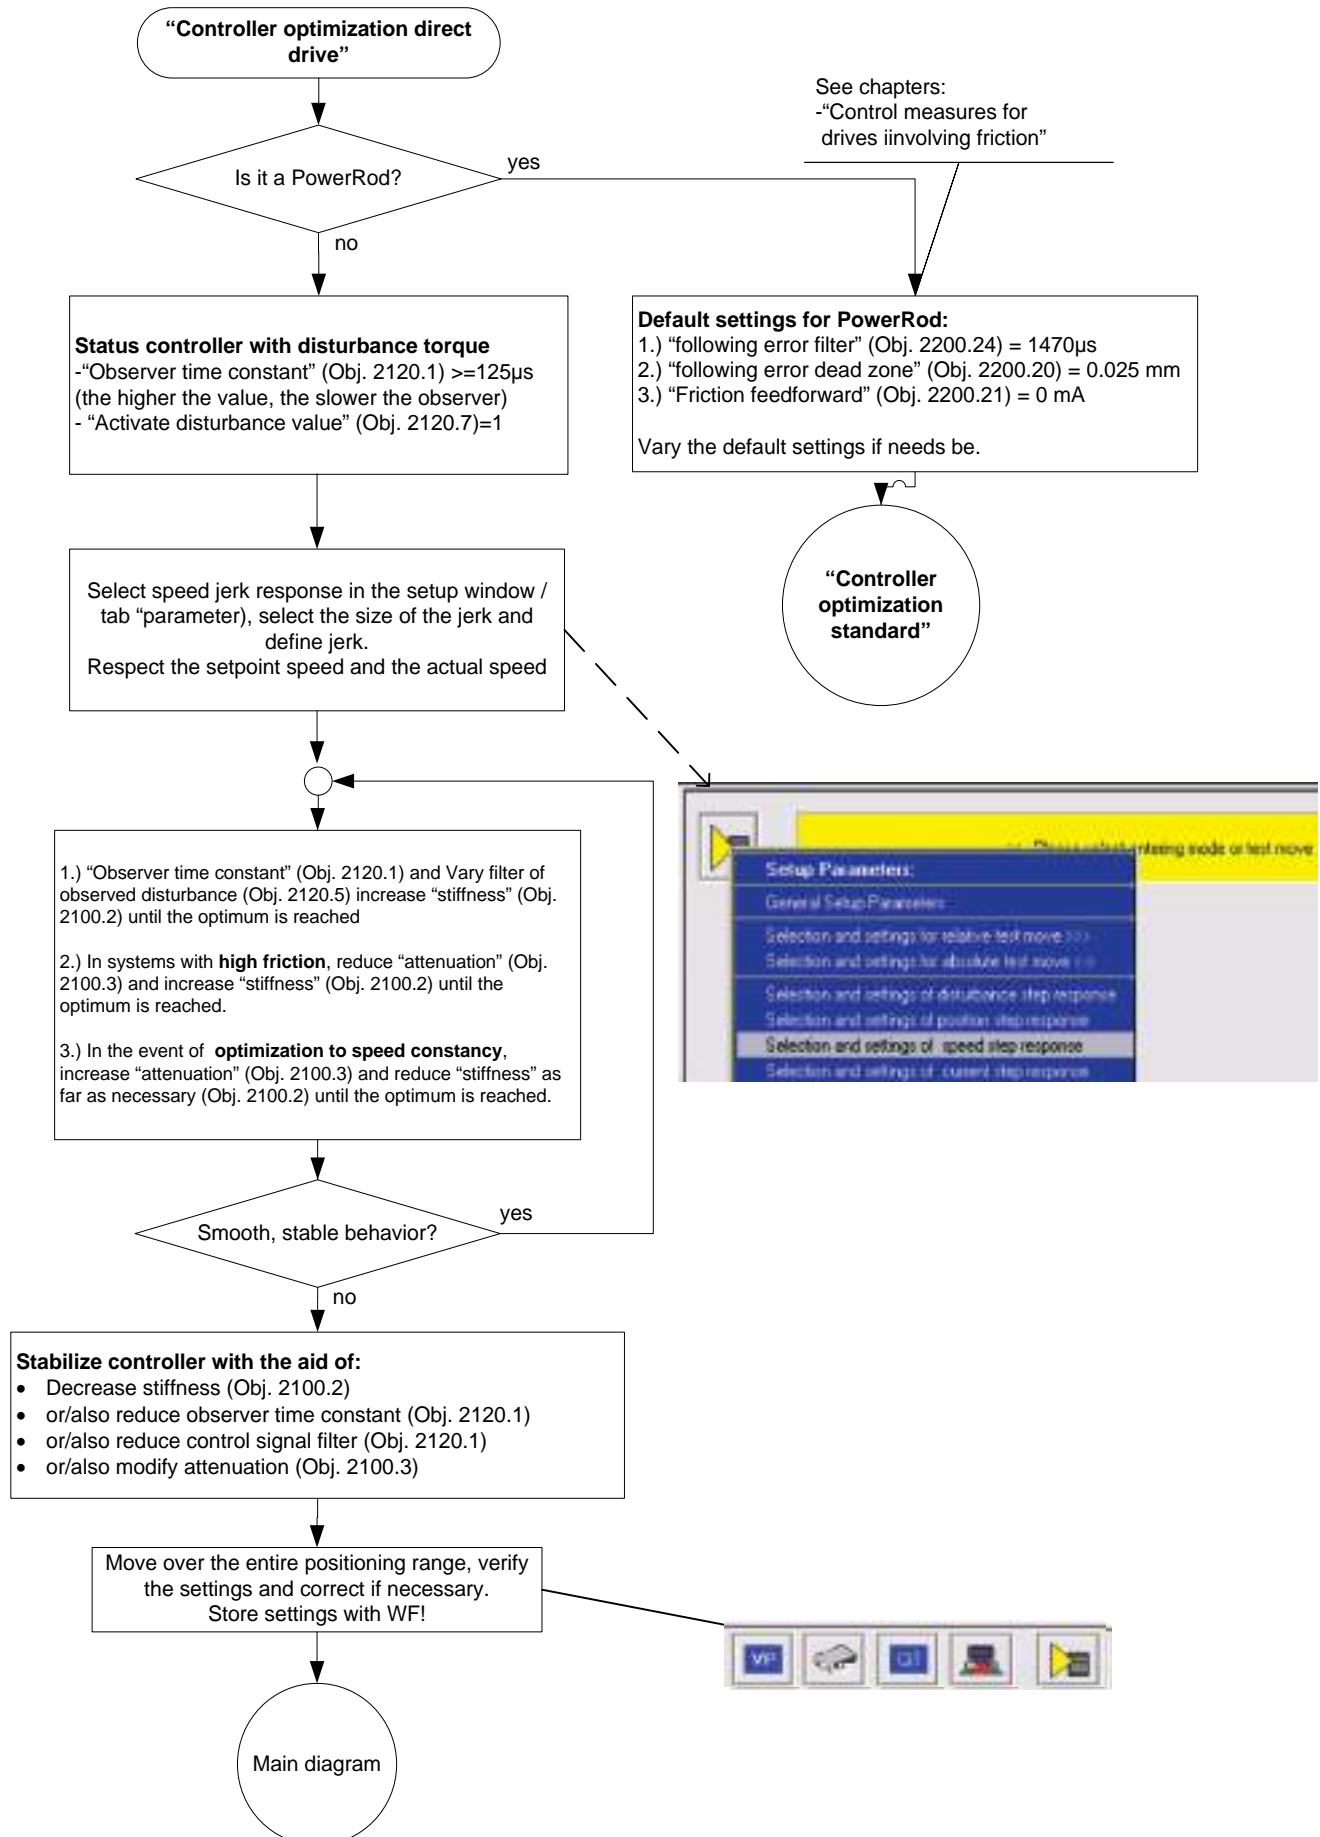 “Controller optimization direct
drive”
See chapters:
-“Control measures for
drives iinvolving friction”
Is it a PowerRod?
yes
no
Status controller with disturbance torque
-“Observer time constant” (Obj. 2120.1) >=125µs
(the higher the value, the slower the observer)
- “Activate disturbance value” (Obj. 2120.7)=1
Default settings for PowerRod:
1.) “following error filter” (Obj. 2200.24) = 1470µs
2.) “following error dead zone” (Obj. 2200.20) = 0.025 mm
3.) “Friction feedforward” (Obj. 2200.21) = 0 mA
Vary the default settings if needs be.
“Controller
optimization
standard”
Select speed jerk response in the setup window /
tab “parameter), select the size of the jerk and
define jerk.
Respect the setpoint speed and the actual speed
entering mode or test move
Setup Parameters:
General Setup Parameters
Selection and settings for relative test move >>>
Selection and settings for absolute test move
Selection and settings of disturbance step response
Selection and settings of position step response
Selection and settings of speed step response
Selection and settings of current step response
1.) “Observer time constant” (Obj. 2120.1) and Vary filter of
observed disturbance (Obj. 2120.5) increase “stiffness” (Obj.
2100.2) until the optimum is reached
2.) In systems with high friction, reduce “attenuation” (Obj.
2100.3) and increase “stiffness” (Obj. 2100.2) until the
optimum is reached.
3.) In the event of optimization to speed constancy,
increase “attenuation” (Obj. 2100.3) and reduce “stiffness” as
far as necessary (Obj. 2100.2) until the optimum is reached.
Smooth, stable behavior?
yes
no
Stabilize controller with the aid of:
• Decrease stiffness (Obj. 2100.2)
• or/also reduce observer time constant (Obj. 2120.1)
• or/also reduce control signal filter (Obj. 2120.1)
• or/also modify attenuation (Obj. 2100.3)
Move over the entire positioning range, verify
the settings and correct if necessary.
Store settings with WF!
VP
Main diagram